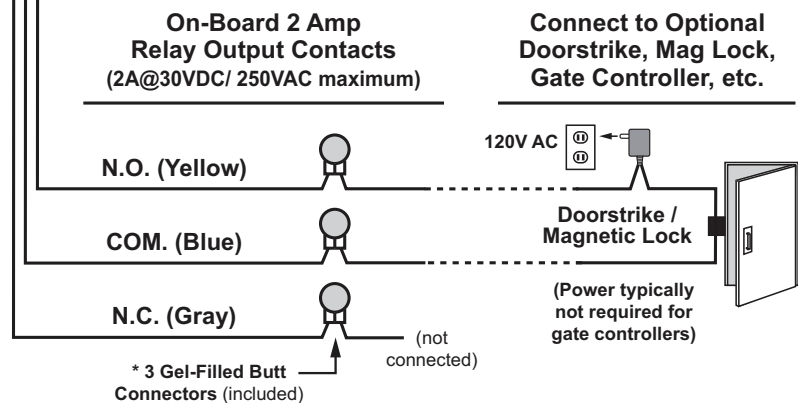 On-Board 2 Amp
Relay Output Contacts
(2A@30VDC/ 250VAC maximum)
Connect to Optional
Doorstrike, Mag Lock,
Gate Controller, etc.
120V AC
N.O. (Yellow)
Doorstrike /
Magnetic Lock
COM. (Blue)
(Power typically
not required for
gate controllers)
N.C. (Gray)
(not
connected)
* 3 Gel-Filled Butt
Connectors (included)